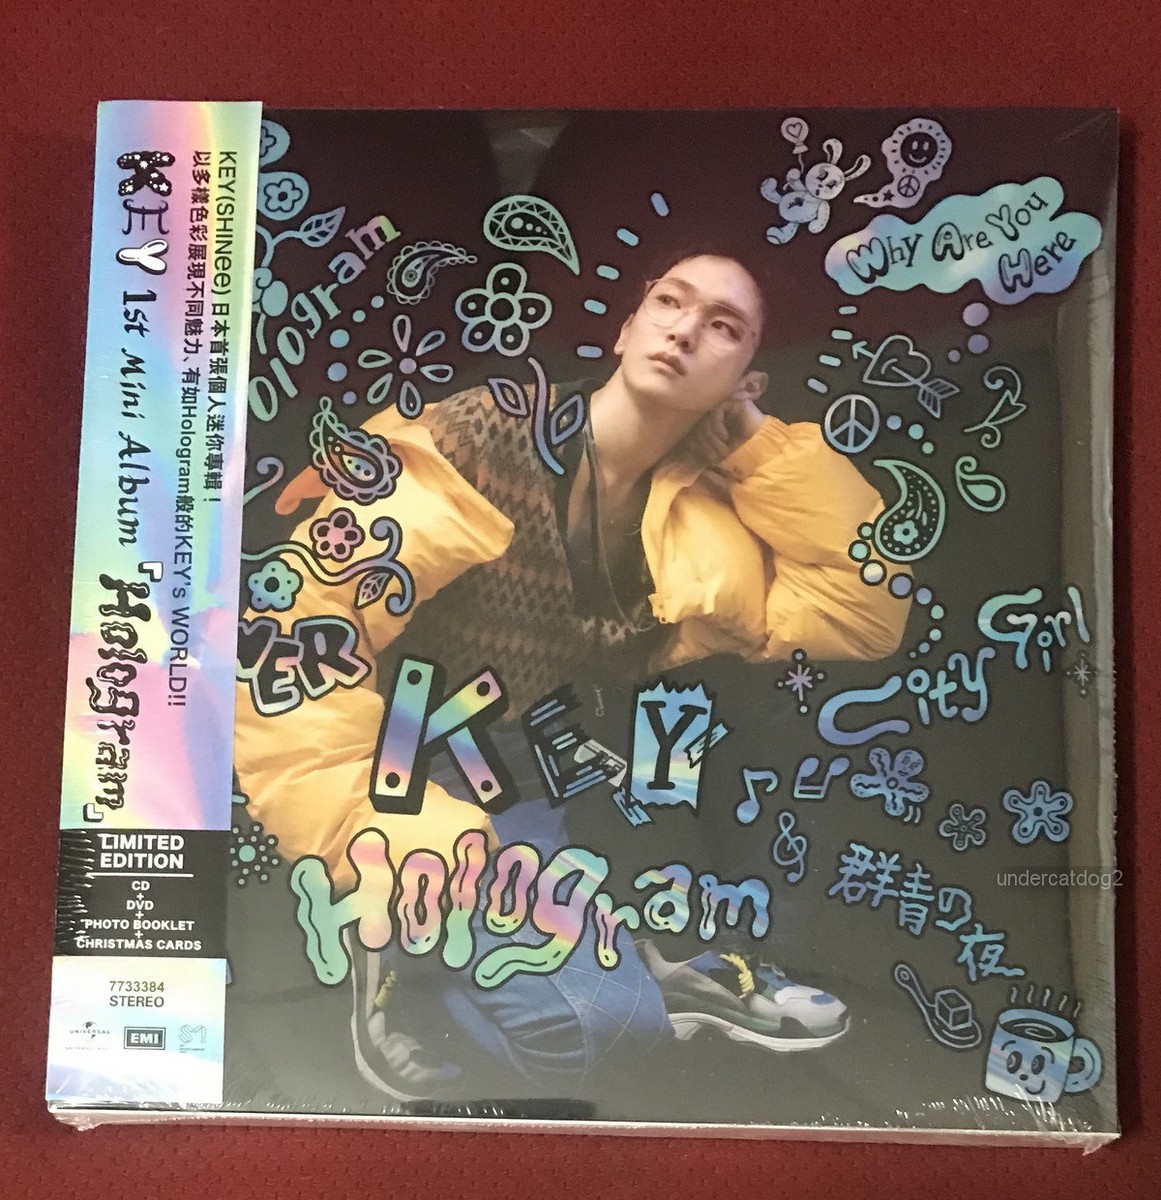 KEY(SHINee) 日本首張個人迷你專輯！
以多樣色彩展現不同魅力、有如Hologram般的KEY's WORLD!!
KEY 1st Mini Album『Hologram』
LIMITED
EDITION
CD
+
DVD
+
PHOTO BOOKLET
+
CHRISTMAS CARDS
7733384
STEREO
UNIVERSAL
EMI
Hologram
Why Are You
Here
City Girl
KEY
Hologram
群青の夜
undercatdog2